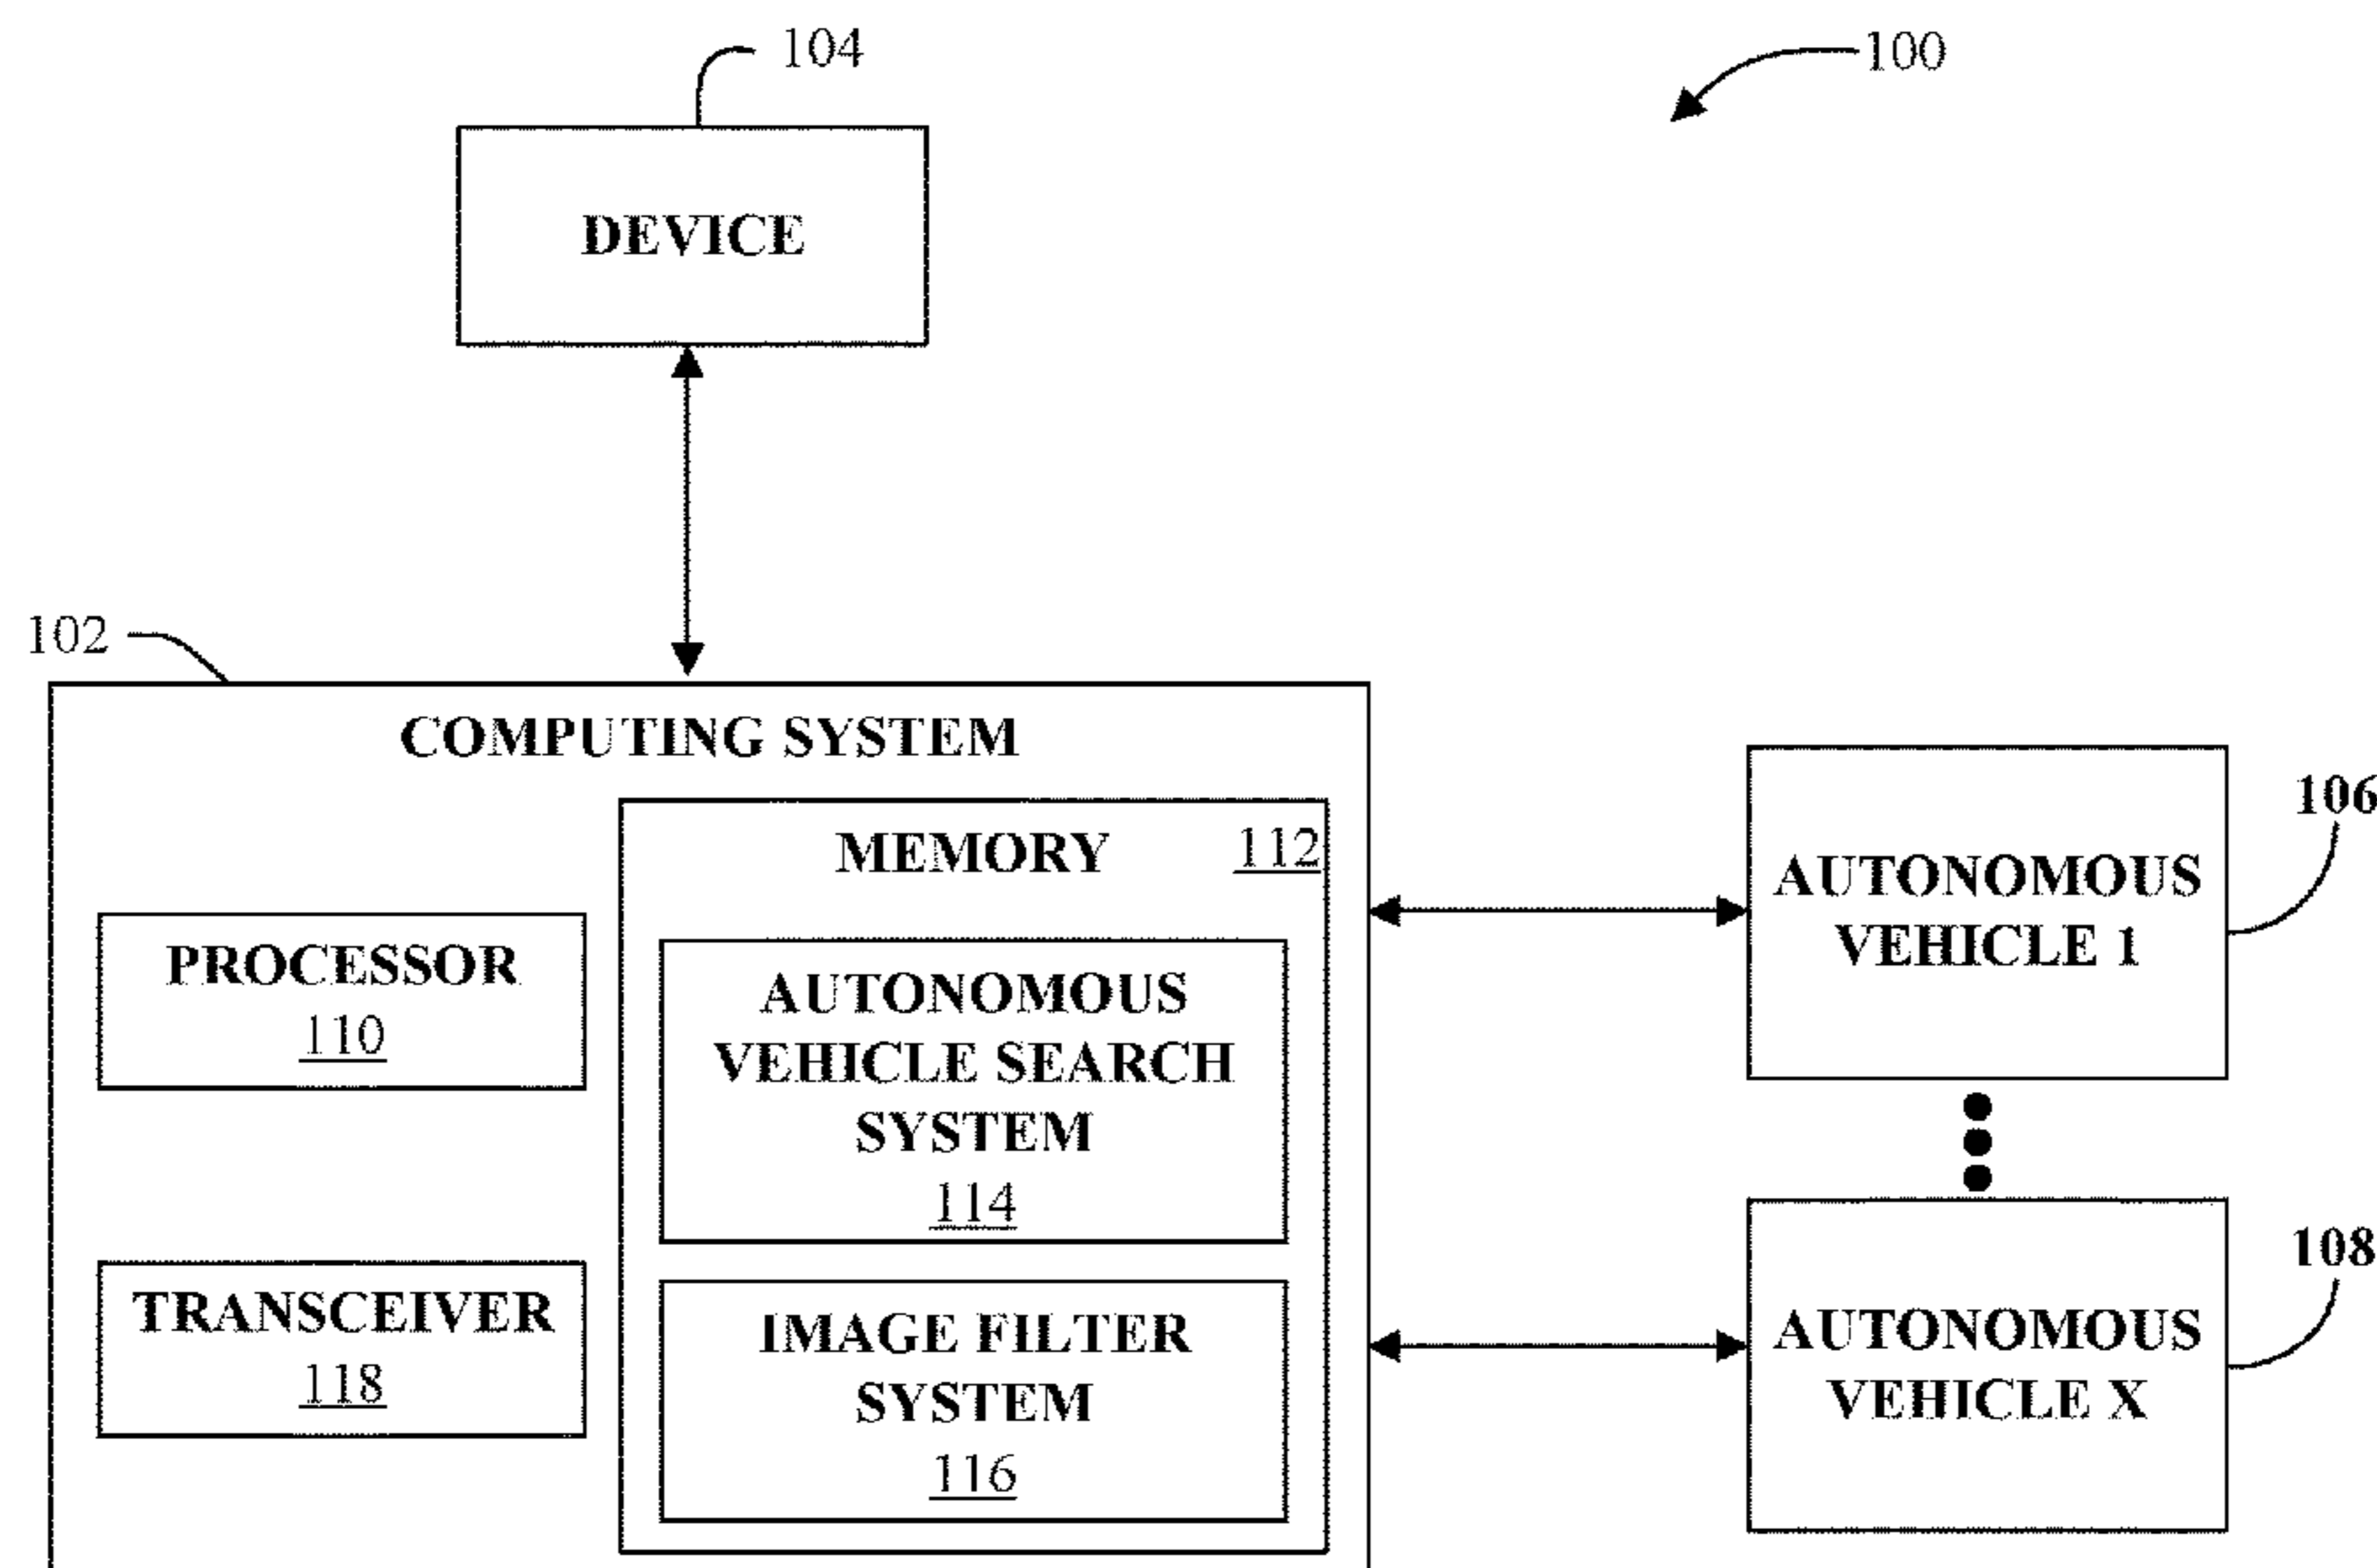 104
100
DEVICE
102
COMPUTING SYSTEM
MEMORY 112
PROCESSOR
110
AUTONOMOUS
VEHICLE SEARCH
SYSTEM
114
TRANSCEIVER
118
IMAGE FILTER
SYSTEM
116
106
AUTONOMOUS
VEHICLE 1
108
AUTONOMOUS
VEHICLE X